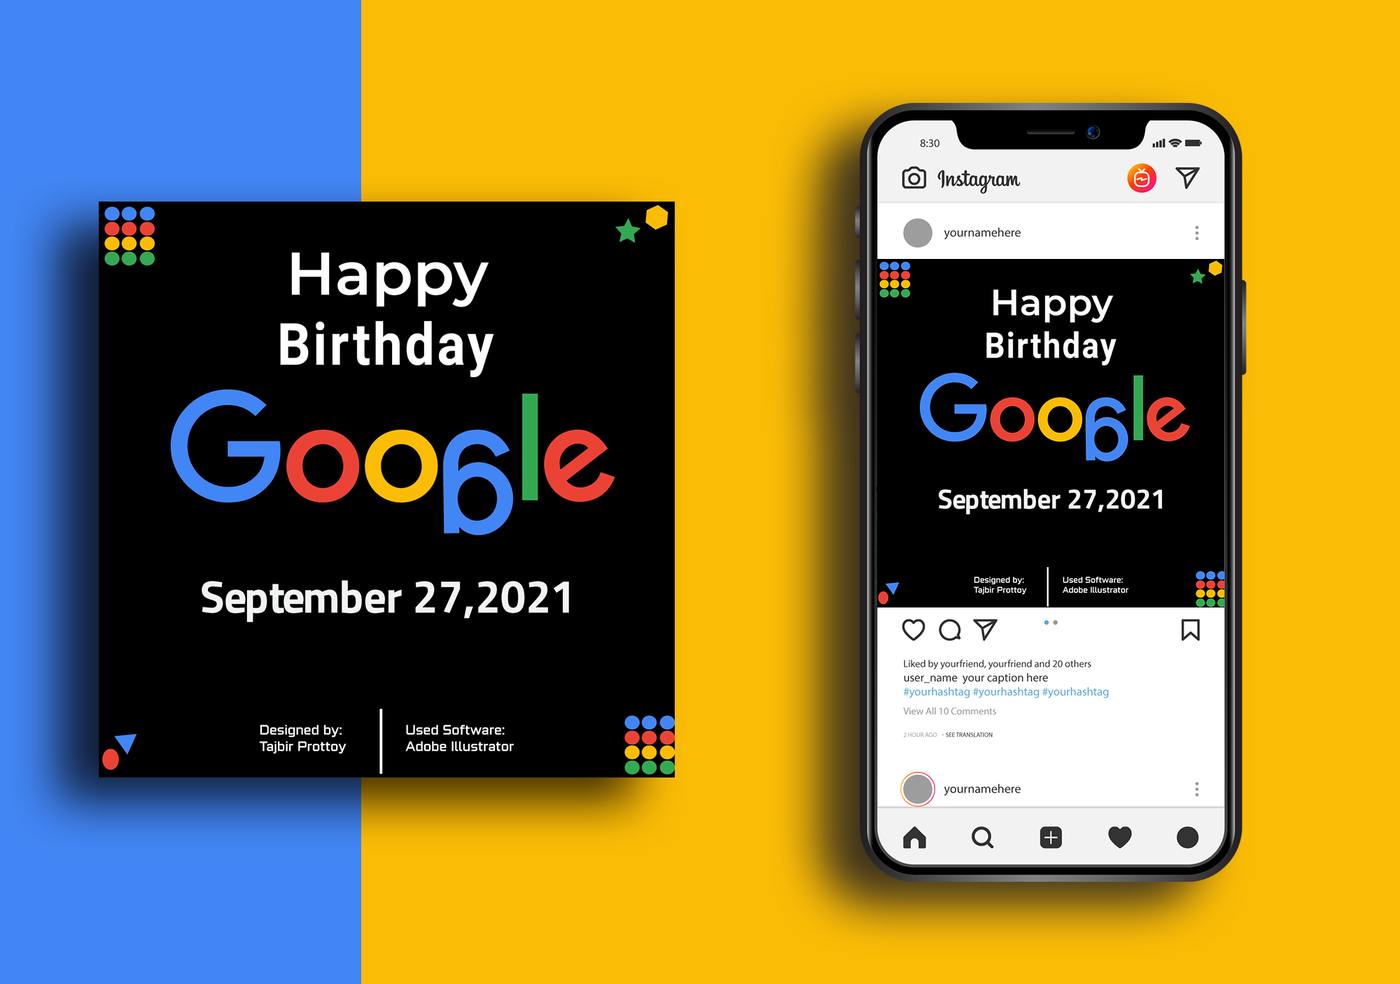 Happy
Birthday
Google
September 27,2021
Designed by:
Tajbir Prottoy
Used Software:
Adobe Illustrator
8:30
Instagram
yournamehere
Happy
Birthday
Google
September 27,2021
Designed by:
Tajbir Prottoy
Used Software:
Adobe Illustrator
Liked by yourfriend, yourfriend and 20 others
user_name your caption here
#yourhashtag #yourhashtag #yourhashtag
View All 10 Comments
2 HOUR AGO • SEE TRANSLATION
yournamehere